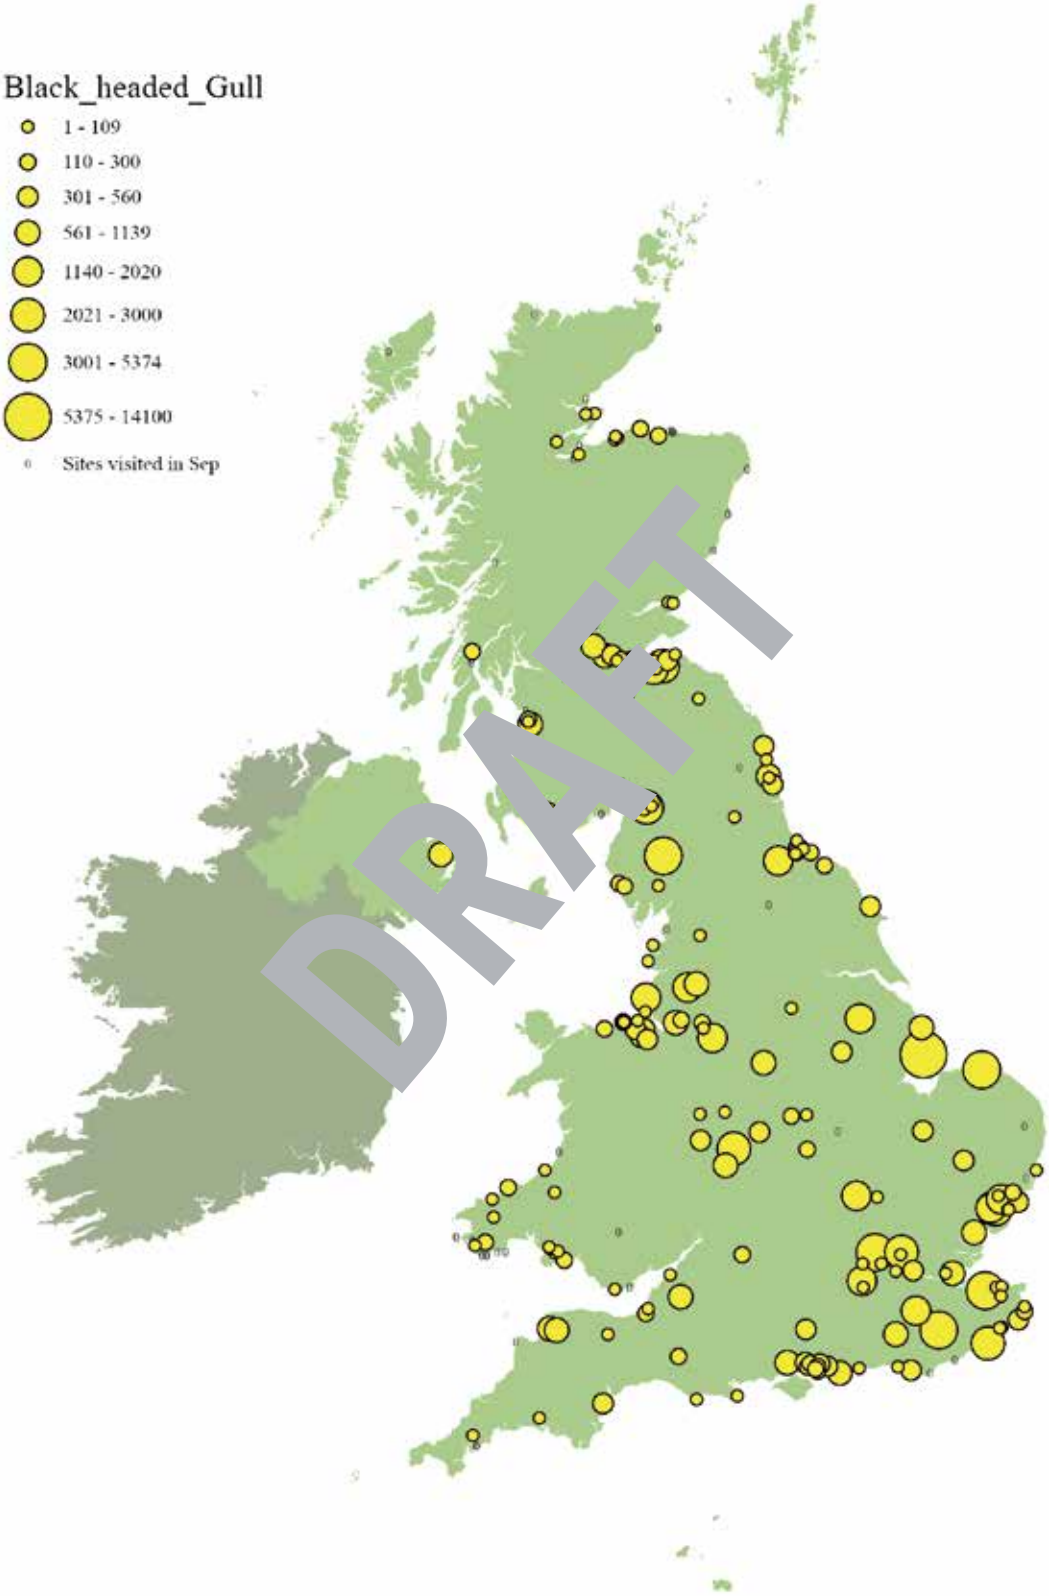 Black_headed_Gull
1 - 109
110 - 300
301 - 560
561 - 1139
1140 - 2020
2021 - 3000
3001 - 5374
5375 - 14100
0 Sites visited in Sep
DRAFT